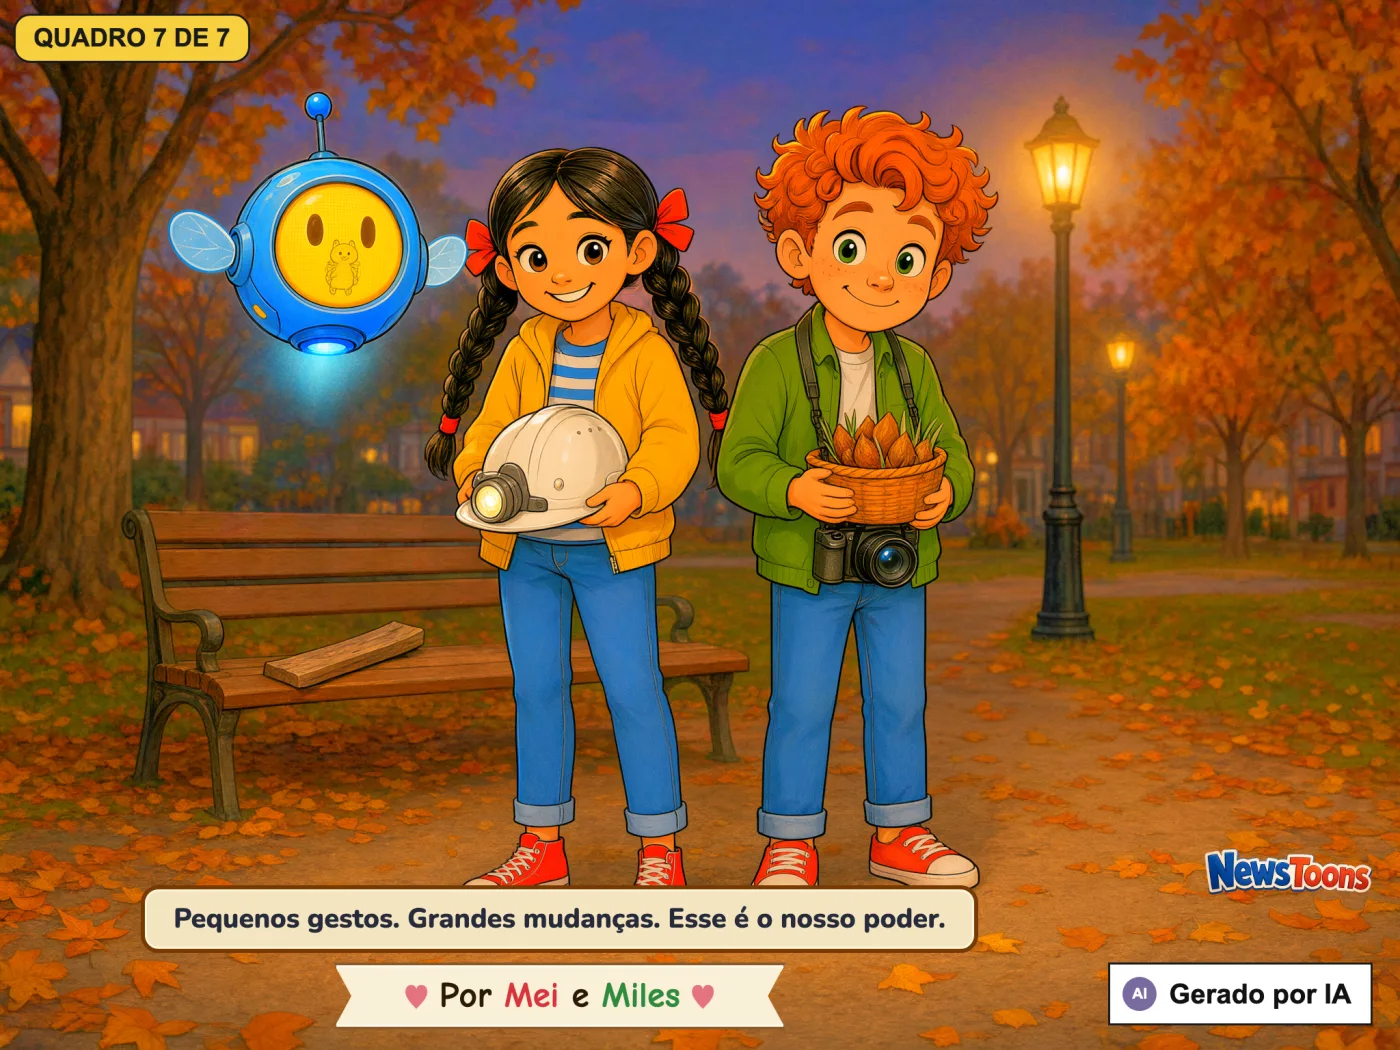 QUADRO 7 DE 7
Pequenos gestos. Grandes mudanças. Esse é o nosso poder.
Por Mei e Miles
NewsToons
AI Gerado por IA